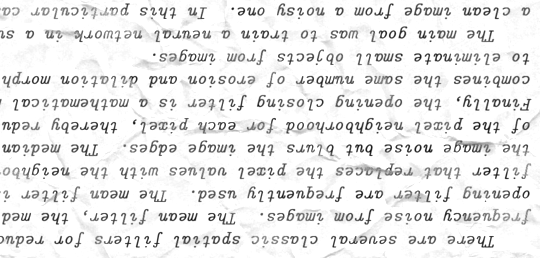 There are several classic spatial filters for reduc
frequency noise from images. The mean filter, the med
opening filter are frequently used. The mean filter i
filter that replaces the pixel values with the neighbo
the image noise but blurs the image edges. The median
of the pixel neighborhood for each pixel, thereby redu
Finally, the opening closing filter is a mathematical
combines the same number of erosion and dilation morph
to eliminate small objects from images.
The main goal was to train a neural network in a su
a clean image from a noisy one. In this particular ca